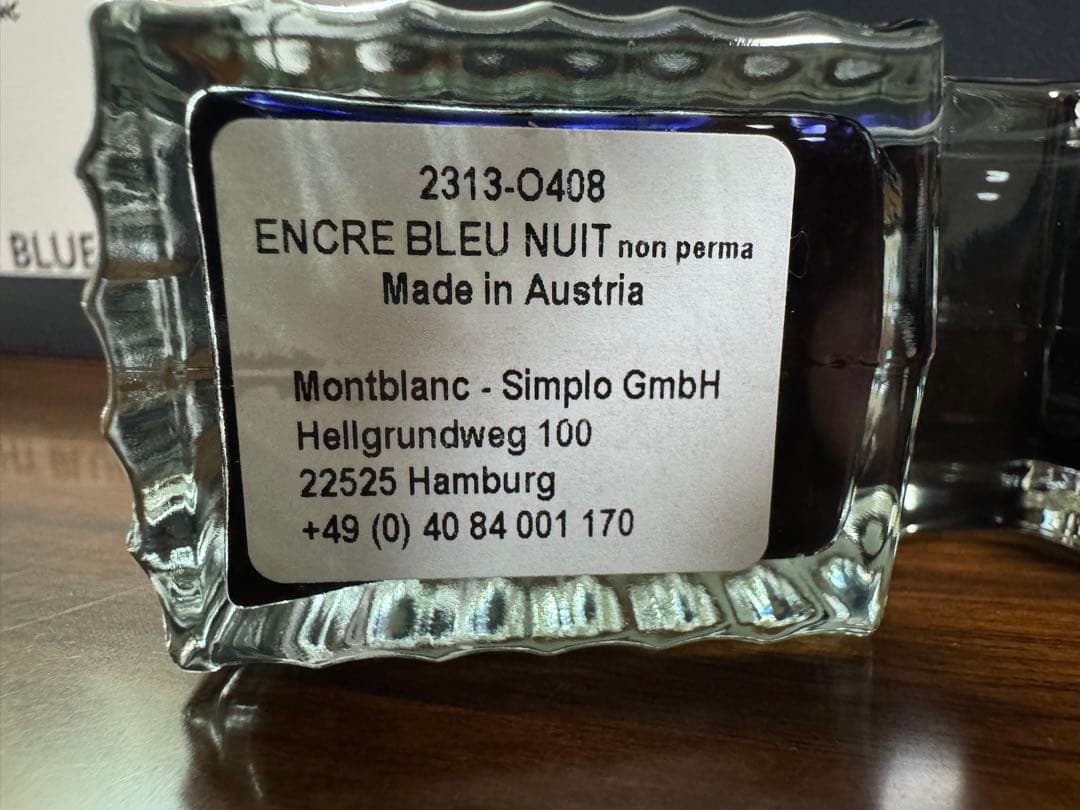 BLUE
2313-O408
ENCRE BLEU NUIT non perma
Made in Austria
Montblanc - Simplo GmbH
Hellgrundweg 100
22525 Hamburg
+49 (0) 40 84 001 170